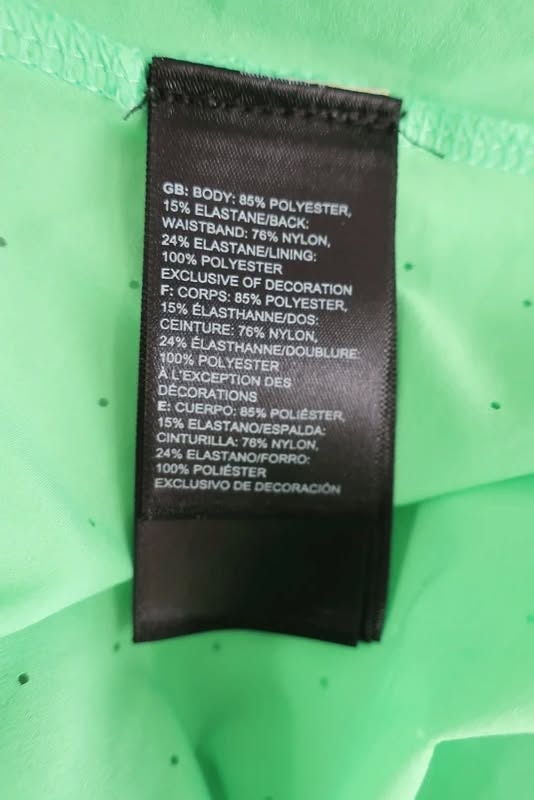 GB: BODY: 85% POLYESTER,
15% ELASTANE/BACK:
WAISTBAND: 76% NYLON,
24% ELASTANE/LINING:
100% POLYESTER
EXCLUSIVE OF DECORATION
F: CORPS: 85% POLYESTER,
15% ÉLASTHANNE/DOS:
CEINTURE: 76% NYLON,
24% ÉLASTHANNE/DOUBLURE:
100% POLYESTER
À L'EXCEPTION DES
DÉCORATIONS
E: CUERPO: 85% POLIÉSTER,
15% ELASTANO/ESPALDA:
CINTURILLA: 76% NYLON,
24% ELASTANO/FORRO:
100% POLIÉSTER
EXCLUSIVO DE DECORACIÓN